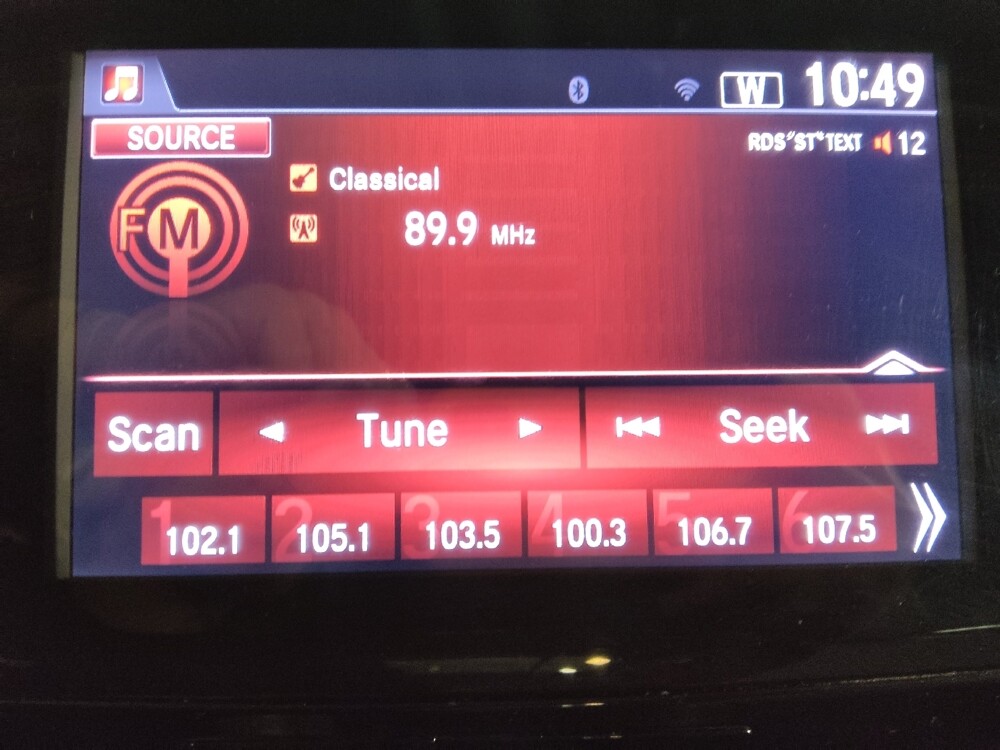 W 10:49
SOURCE
RDS ST TEXT 12
Classical
FM
89.9 MHz
Scan Tune Seek
1 102.1 2 105.1 3 103.5 4 100.3 5 106.7 6 107.5